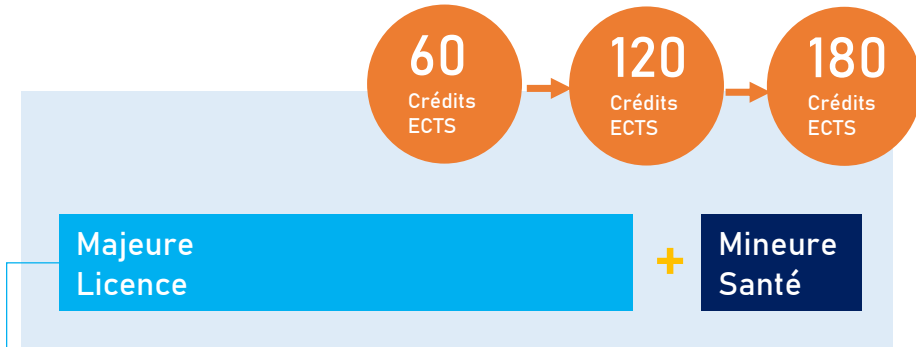 60
Crédits
ECTS
120
Crédits
ECTS
180
Crédits
ECTS
Majeure
Licence
+
Mineure
Santé